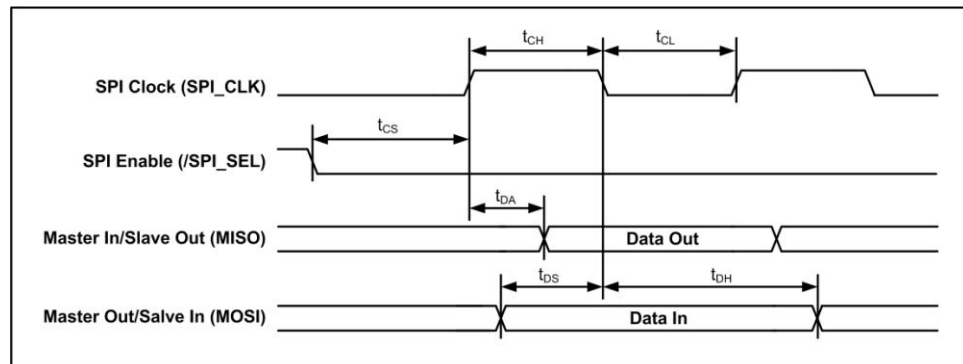 tCH tCL
SPI Clock (SPI_CLK)
tCS
SPI Enable (/SPI_SEL)
tDA
Master In/Slave Out (MISO) Data Out
tDS tDH
Master Out/Salve In (MOSI) Data In